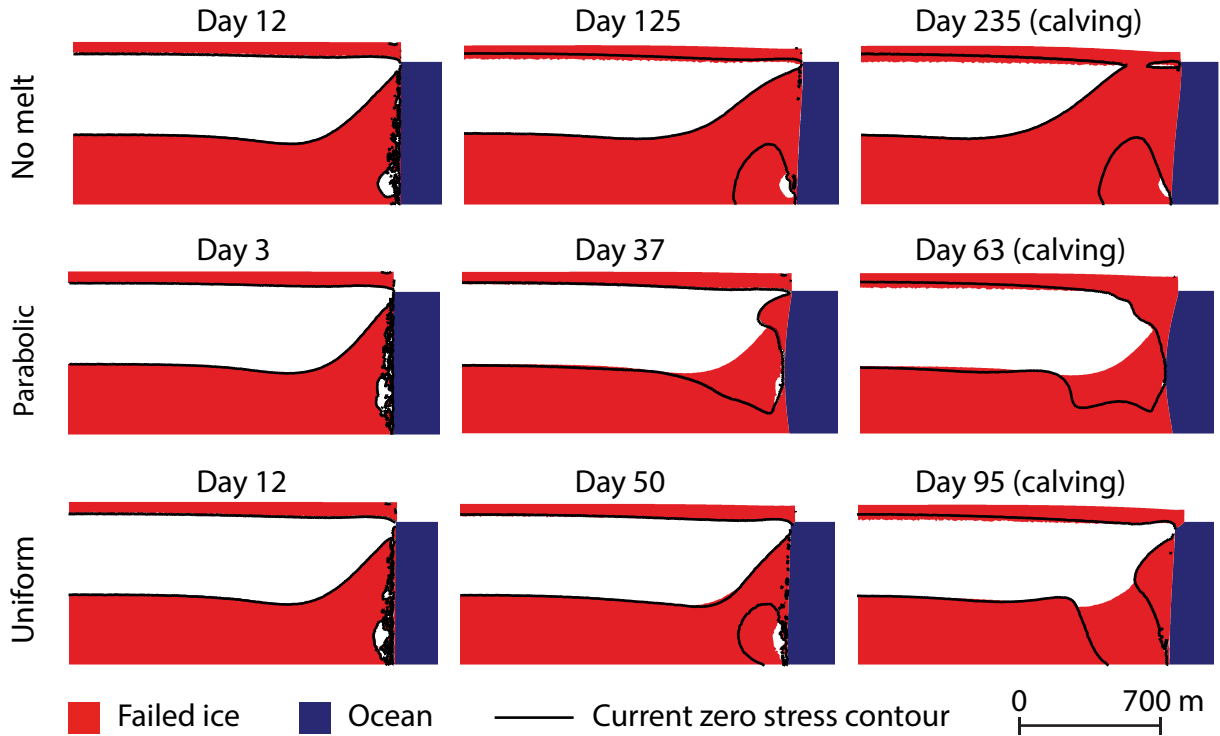 Day 12
Day 125
Day 235 (calving)
No melt
Day 3
Day 37
Day 63 (calving)
Parabolic
Day 12
Day 50
Day 95 (calving)
Uniform
Failed ice
Ocean
Current zero stress contour
0
700 m